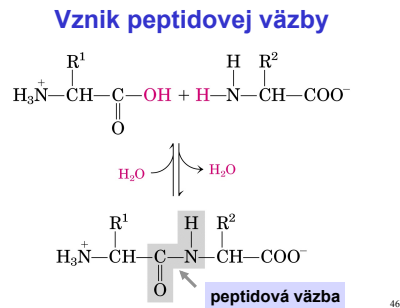 Vznik peptidovej väzby
R¹ H R²
H₃N⁺—CH—C—OH + H—N—CH—COO⁻
O
H₂O H₂O
R¹ H R²
H₃N⁺—CH—C—N—CH—COO⁻
O
peptidová väzba
46